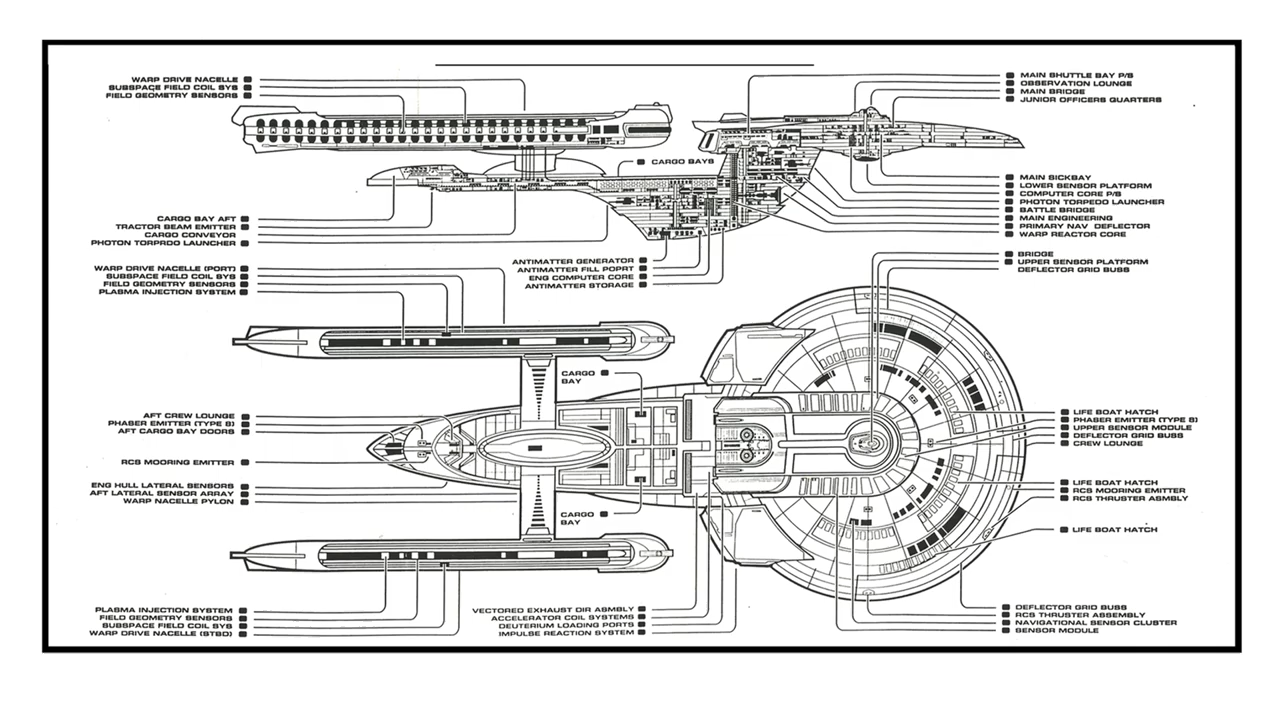 WARP DRIVE NACELLE
SUBSPACE FIELD COIL SYS
FIELD GEOMETRY SENSORS
MAIN SHUTTLE BAY P/S
OBSERVATION LOUNGE
MAIN BRIDGE
JUNIOR OFFICERS QUARTERS
CARGO BAYS
MAIN SICKBAY
LOWER SENSOR PLATFORM
COMPUTER CORE P/S
PHOTON TORPEDO LAUNCHER
BATTLE BRIDGE
MAIN ENGINEERING
PRIMARY NAV DEFLECTOR
WARP REACTOR CORE
CARGO BAY AFT
TRACTOR BEAM EMITTER
CARGO CONVEYOR
PHOTON TORPRDO LAUNCHER
ANTIMATTER GENERATOR
ANTIMATTER FILL POPRT
ENG COMPUTER CORE
ANTIMATTER STORAGE
BRIDGE
UPPER SENSOR PLATFORM
DEFLECTOR GRID BUSS
WARP DRIVE NACELLE (PORT)
SUBSPACE FIELD COIL SYS
FIELD GEOMETRY SENSORS
PLASMA INJECTION SYSTEM
CARGO
BAY
AFT CREW LOUNGE
PHASER EMITTER (TYPE 8)
AFT CARGO BAY DOORS
RCS MOORING EMITTER
ENG HULL LATERAL SENSORS
AFT LATERAL SENSOR ARRAY
WARP NACELLE PYLON
LIFE BOAT HATCH
PHASER EMITTER (TYPE 8)
UPPER SENSOR MODULE
DEFLECTOR GRID BUSS
CREW LOUNGE
LIFE BOAT HATCH
RCS MOORING EMITTER
RCS THRUSTER ASMBLY
CARGO
BAY
LIFE BOAT HATCH
PLASMA INJECTION SYSTEM
FIELD GEOMETRY SENSORS
SUBSPACE FIELD COIL SYS
WARP DRIVE NACELLE (STBD)
VECTORED EXHAUST DIR ASMBLY
ACCELERATOR COIL SYSTEMS
DEUTERIUM LOADING PORTS
IMPULSE REACTION SYSTEM
DEFLECTOR GRID BUSS
RCS THRUSTER ASSEMBLY
NAVIGATIONAL SENSOR CLUSTER
SENSOR MODULE